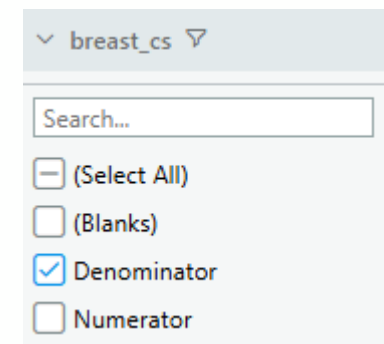 breast_cs
Search...
(Select All)
(Blanks)
Denominator
Numerator